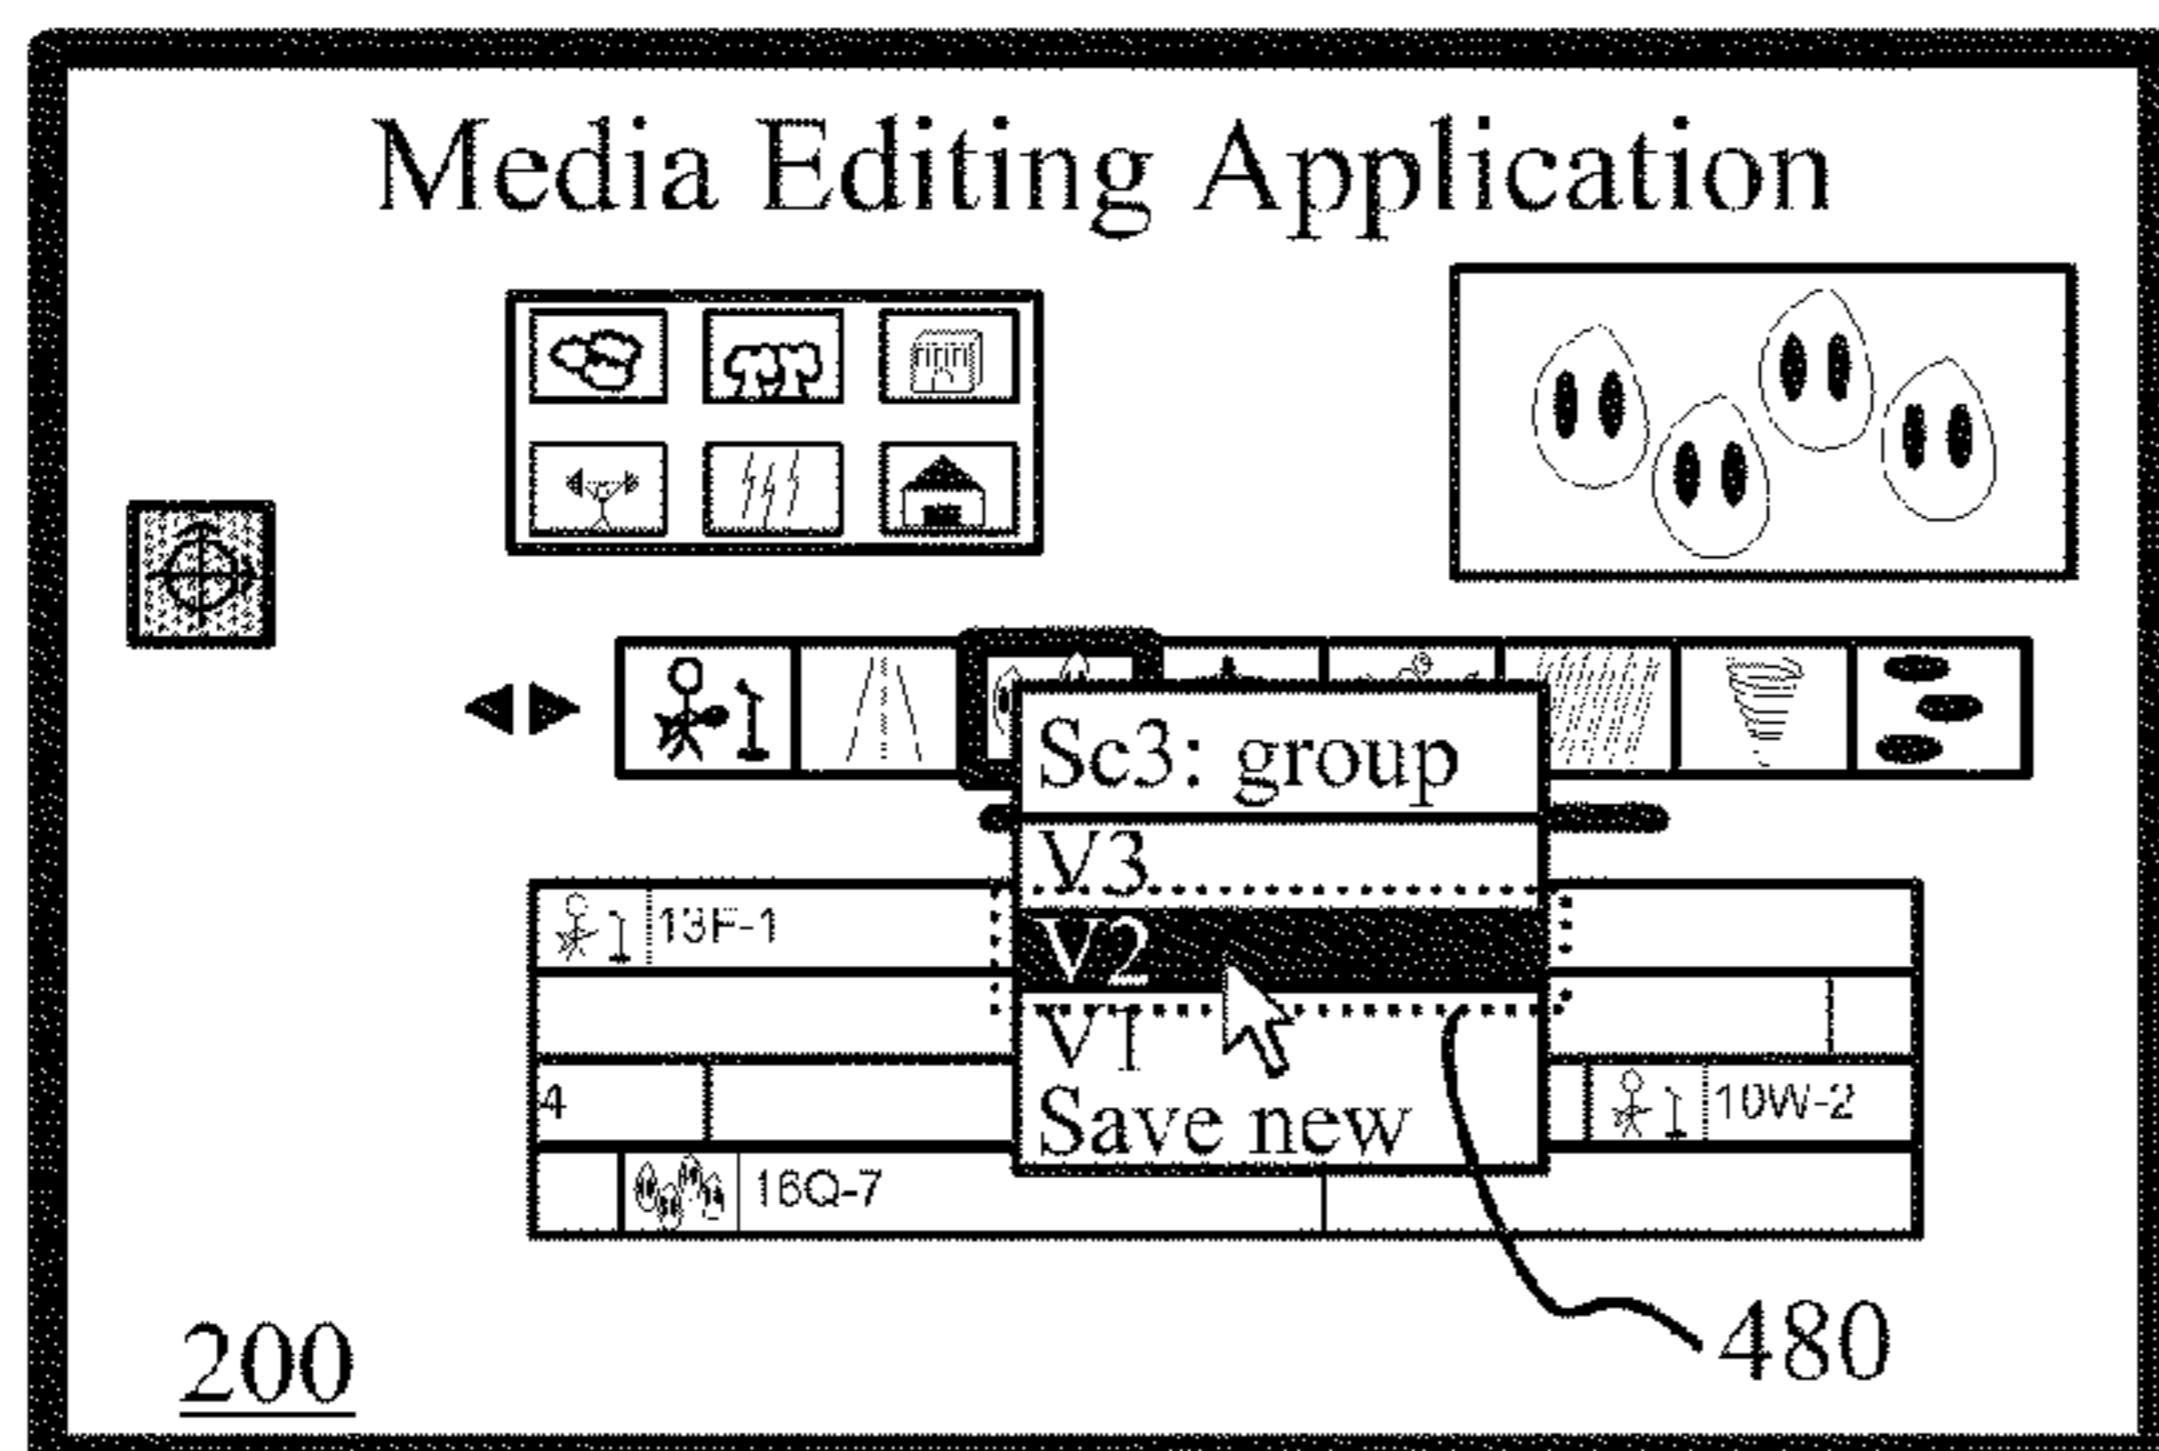 Media Editing Application
Sc3: group
V3
13F-1
V2
V1
4
10W-2
Save new
16Q-7
480
200